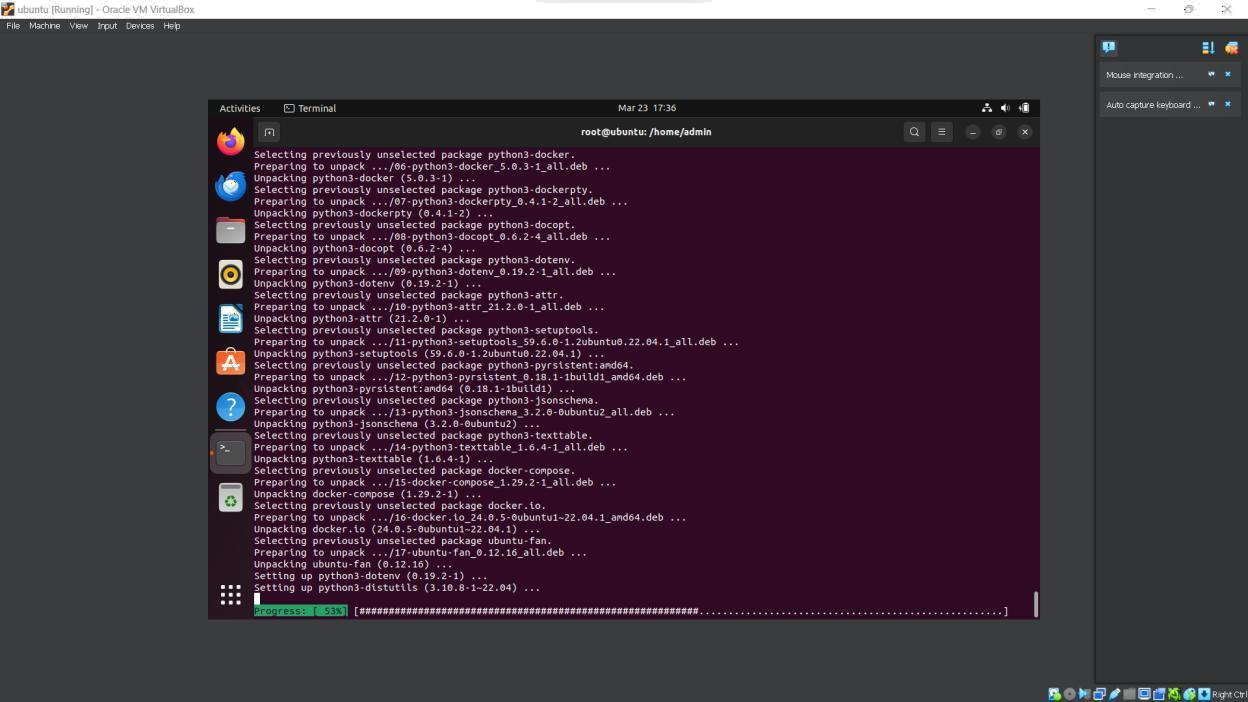 ubuntu [Running] - Oracle VM VirtualBox
File Machine View Input Devices Help
Mouse integration ...
Auto capture keyboard ...
Activities Terminal Mar 23 17:36
root@ubuntu: /home/admin
Selecting previously unselected package python3-docker.
Preparing to unpack .../06-python3-docker_5.0.3-1_all.deb ...
Unpacking python3-docker (5.0.3-1) ...
Selecting previously unselected package python3-dockerpty.
Preparing to unpack .../07-python3-dockerpty_0.4.1-2_all.deb ...
Unpacking python3-dockerpty (0.4.1-2) ...
Selecting previously unselected package python3-docopt.
Preparing to unpack .../08-python3-docopt_0.6.2-4_all.deb ...
Unpacking python3-docopt (0.6.2-4) ...
Selecting previously unselected package python3-dotenv.
Preparing to unpack .../09-python3-dotenv_0.19.2-1_all.deb ...
Unpacking python3-dotenv (0.19.2-1) ...
Selecting previously unselected package python3-attr.
Preparing to unpack .../10-python3-attr_21.2.0-1_all.deb ...
Unpacking python3-attr (21.2.0-1) ...
Selecting previously unselected package python3-setuptools.
Preparing to unpack .../11-python3-setuptools_59.6.0-1.2ubuntu0.22.04.1_all.deb ...
Unpacking python3-setuptools (59.6.0-1.2ubuntu0.22.04.1) ...
Selecting previously unselected package python3-pyrsistent:amd64.
Preparing to unpack .../12-python3-pyrsistent_0.18.1-1build1_amd64.deb ...
Unpacking python3-pyrsistent:amd64 (0.18.1-1build1) ...
Selecting previously unselected package python3-jsonschema.
Preparing to unpack .../13-python3-jsonschema_3.2.0-0ubuntu2_all.deb ...
Unpacking python3-jsonschema (3.2.0-0ubuntu2) ...
Selecting previously unselected package python3-texttable.
Preparing to unpack .../14-python3-texttable_1.6.4-1_all.deb ...
Unpacking python3-texttable (1.6.4-1) ...
Selecting previously unselected package docker-compose.
Preparing to unpack .../15-docker-compose_1.29.2-1_all.deb ...
Unpacking docker-compose (1.29.2-1) ...
Selecting previously unselected package docker.io.
Preparing to unpack .../16-docker.io_24.0.5-0ubuntu1~22.04.1_amd64.deb ...
Unpacking docker.io (24.0.5-0ubuntu1~22.04.1) ...
Selecting previously unselected package ubuntu-fan.
Preparing to unpack .../17-ubuntu-fan_0.12.16_all.deb ...
Unpacking ubuntu-fan (0.12.16) ...
Setting up python3-dotenv (0.19.2-1) ...
Setting up python3-distutils (3.10.8-1~22.04) ...
Progress: [ 53%] [##########################################################....................................................]
Right Ctrl